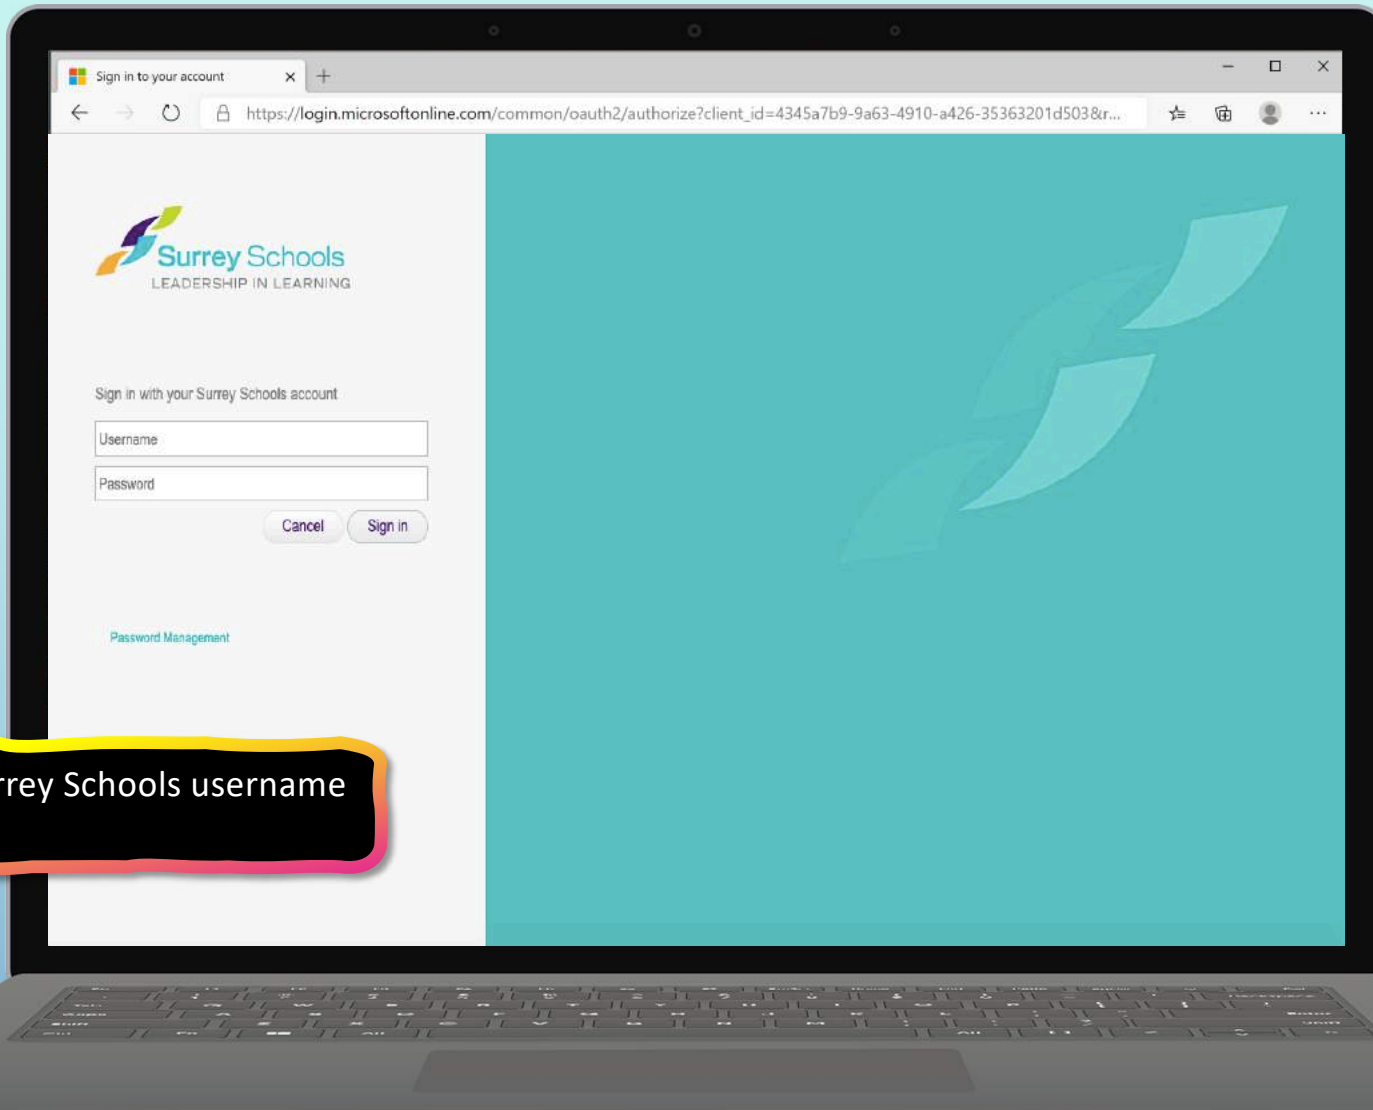 Sign in to your account
https://login.microsoftonline.com/common/oauth2/authorize?client_id=4345a7b9-9a63-4910-a426-35363201d503&r...
Surrey Schools
LEADERSHIP IN LEARNING
Sign in with your Surrey Schools account
Username
Password
Cancel Sign in
Password Management
rrey Schools username